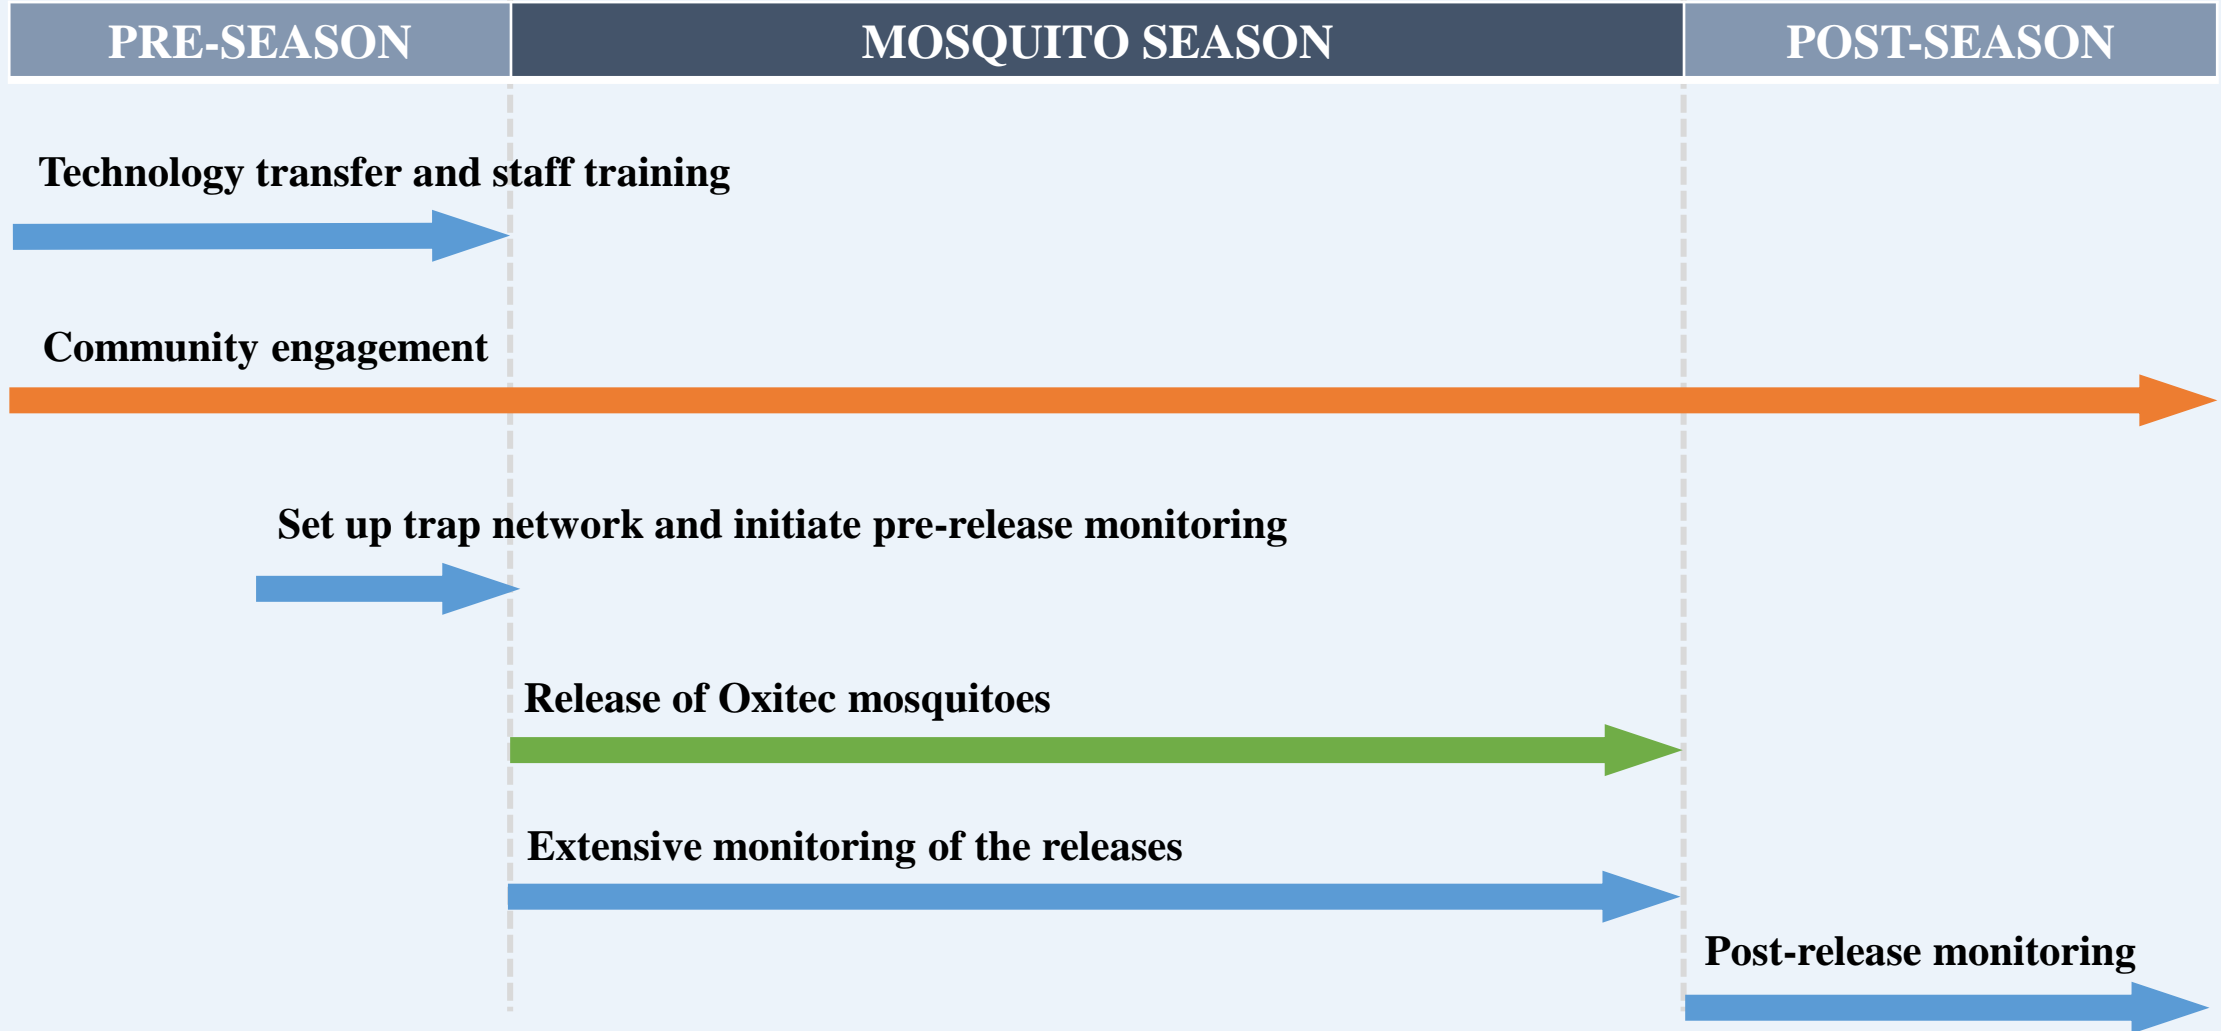 PRE-SEASON
MOSQUITO SEASON
POST-SEASON
Technology transfer and staff training
Community engagement
Set up trap network and initiate pre-release monitoring
Release of Oxitec mosquitoes
Extensive monitoring of the releases
Post-release monitoring